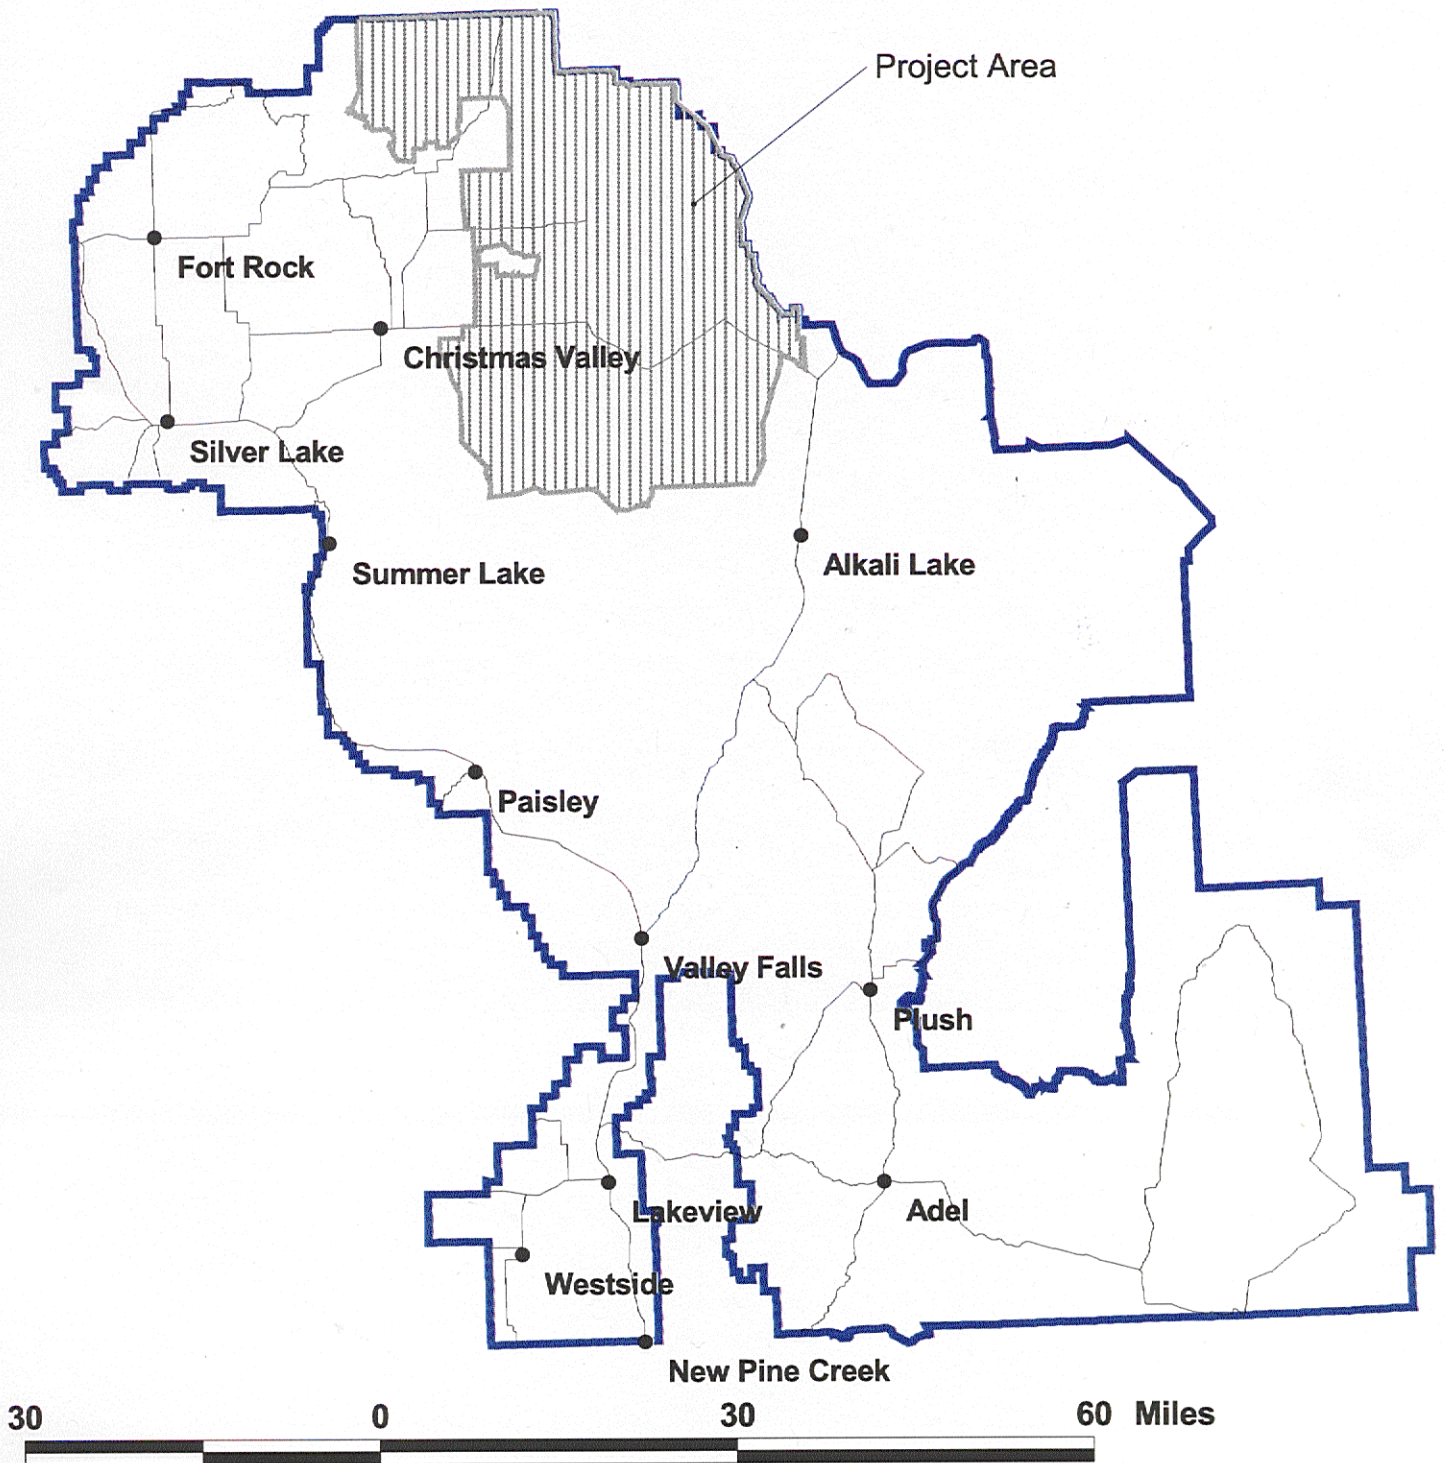 Project Area
Fort Rock
Christmas Valley
Silver Lake
Summer Lake
Alkali Lake
Paisley
Valley Falls
Plush
Lakeview
Adel
Westside
New Pine Creek
30 0 30 60 Miles